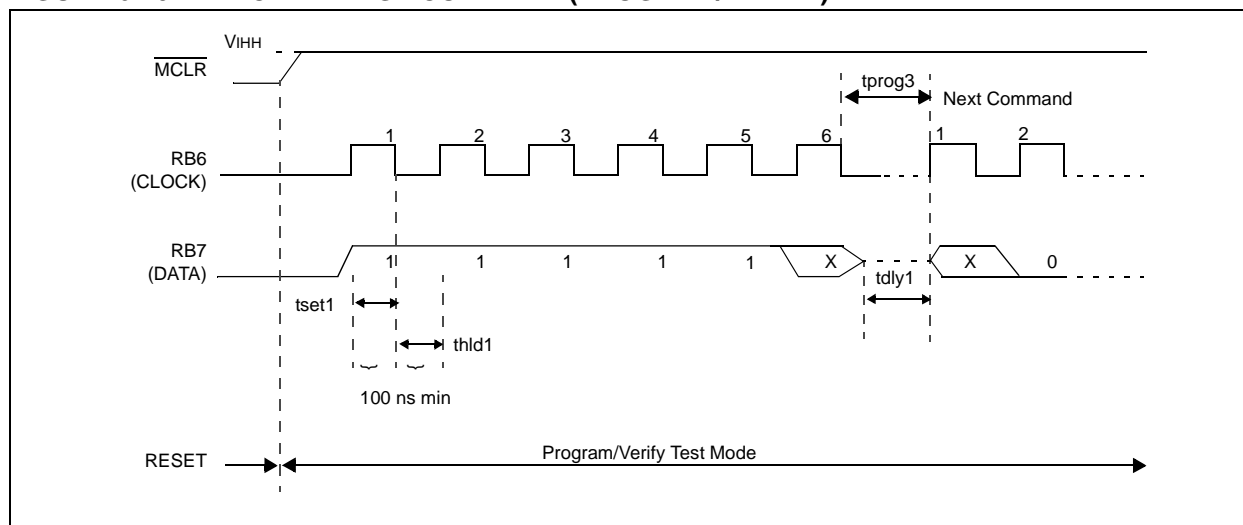 VIHH
MCLR
tprog3
Next Command
1 2 3 4 5 6 1 2
RB6
(CLOCK)
RB7
(DATA)
1 1 1 1 1 X X 0
tset1
tdly1
thld1
100 ns min
RESET
Program/Verify Test Mode